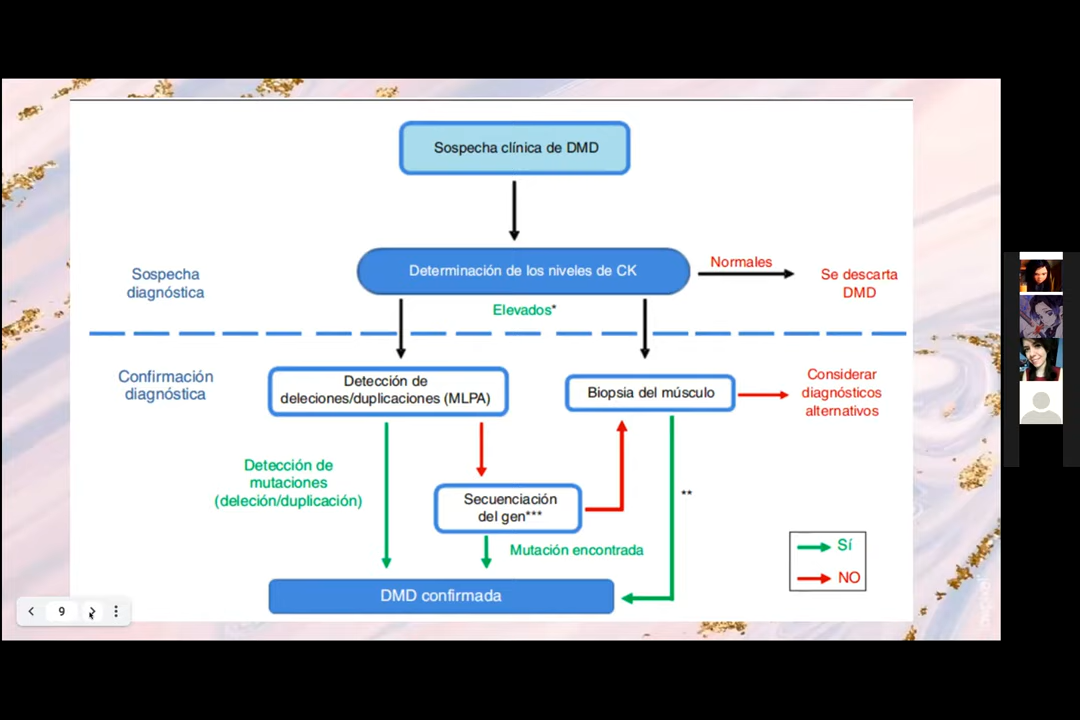 Sospecha clínica de DMD
Determinación de los niveles de CK
Normales
Se descarta
DMD
Sospecha
diagnóstica
Elevados*
Confirmación
diagnóstica
Detección de
deleciones/duplicaciones (MLPA)
Biopsia del músculo
Considerar
diagnósticos
alternativos
Detección de
mutaciones
(deleción/duplicación)
Secuenciación
del gen***
**
Mutación encontrada
Sí
NO
DMD confirmada
9